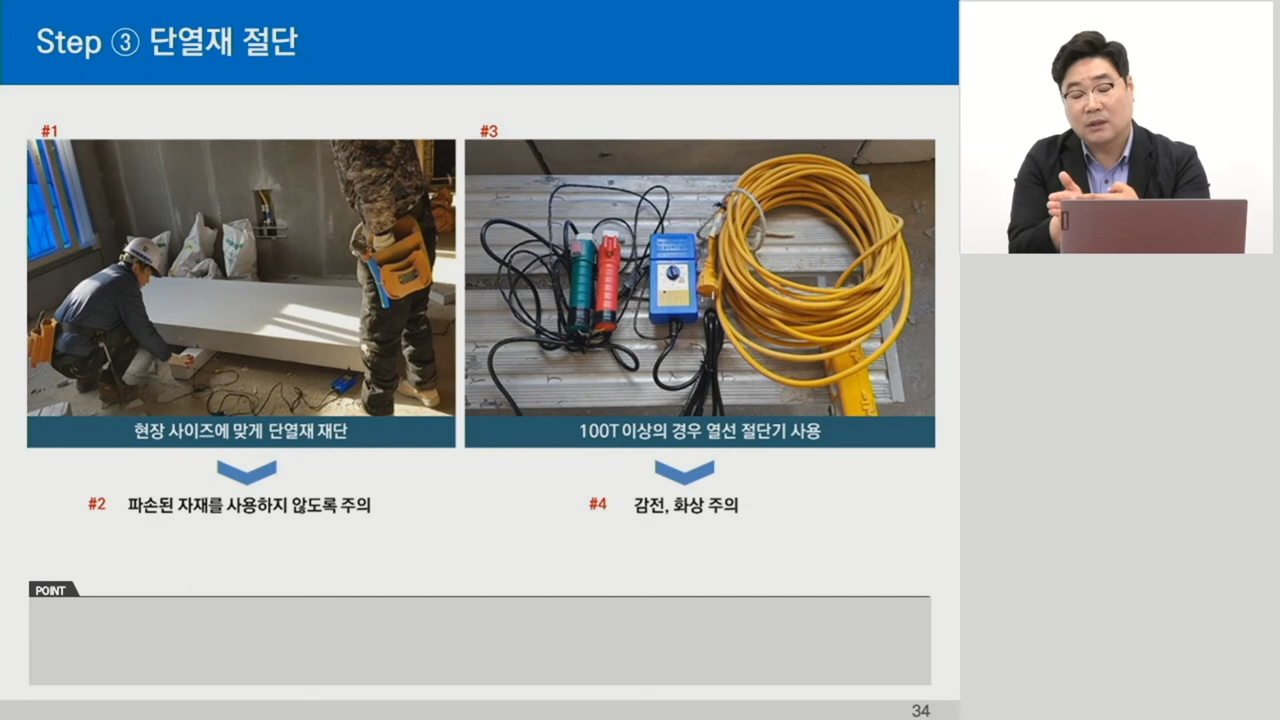 Step ③ 단열재 절단
#1
#3
현장 사이즈에 맞게 단열재 재단
100T 이상의 경우 열선 절단기 사용
#2 파손된 자재를 사용하지 않도록 주의
#4 감전, 화상 주의
POINT
34